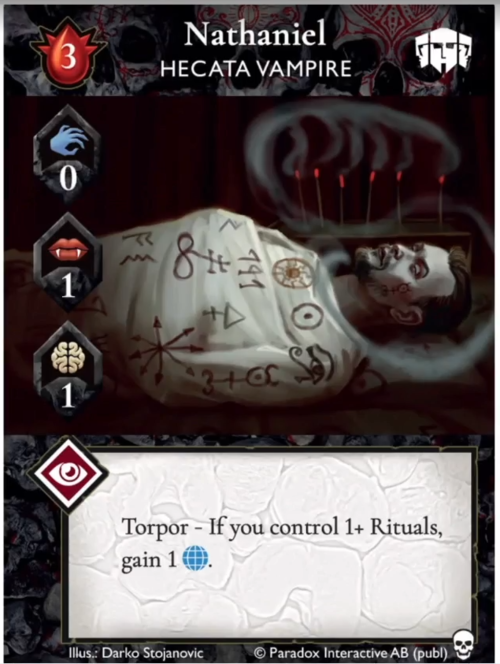 3
Nathaniel
HECATA VAMPIRE
0
1
1
Torpor - If you control 1+ Rituals,
gain 1 .
Illus.: Darko Stojanovic
© Paradox Interactive AB (publ)